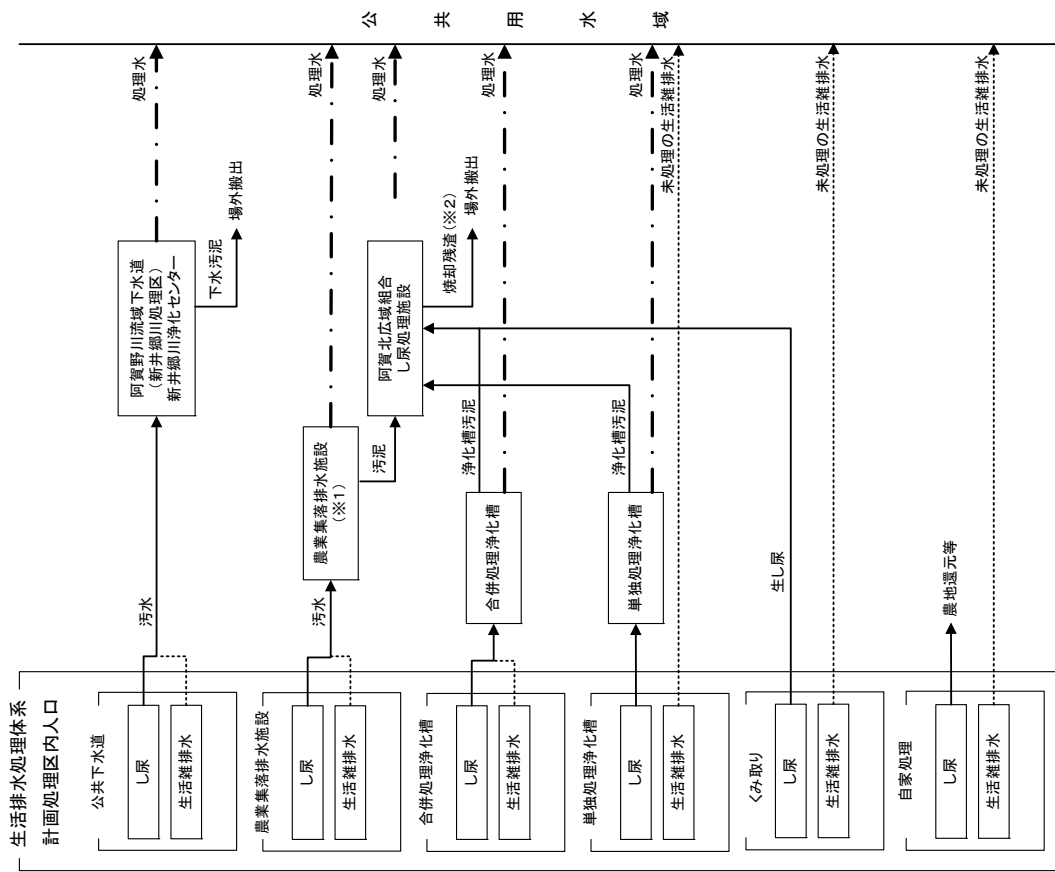 生活排水処理体系
計画処理区内人口
公共下水道
し尿
生活雑排水
汚水
阿賀野川流域下水道
(新井郷川処理区)
新井郷川浄化センター
下水汚泥
場外搬出
処理水
農業集落排水施設
し尿
生活雑排水
汚水
農業集落排水施設
(※1)
汚泥
処理水
阿賀北広域組合
し尿処理施設
焼却残渣(※2)
場外搬出
処理水
合併処理浄化槽
し尿
生活雑排水
合併処理浄化槽
浄化槽汚泥
処理水
単独処理浄化槽
し尿
生活雑排水
単独処理浄化槽
浄化槽汚泥
処理水
未処理の生活雑排水
くみ取り
し尿
生活雑排水
生し尿
未処理の生活雑排水
自家処理
し尿
生活雑排水
農地還元等
未処理の生活雑排水
公共用水域